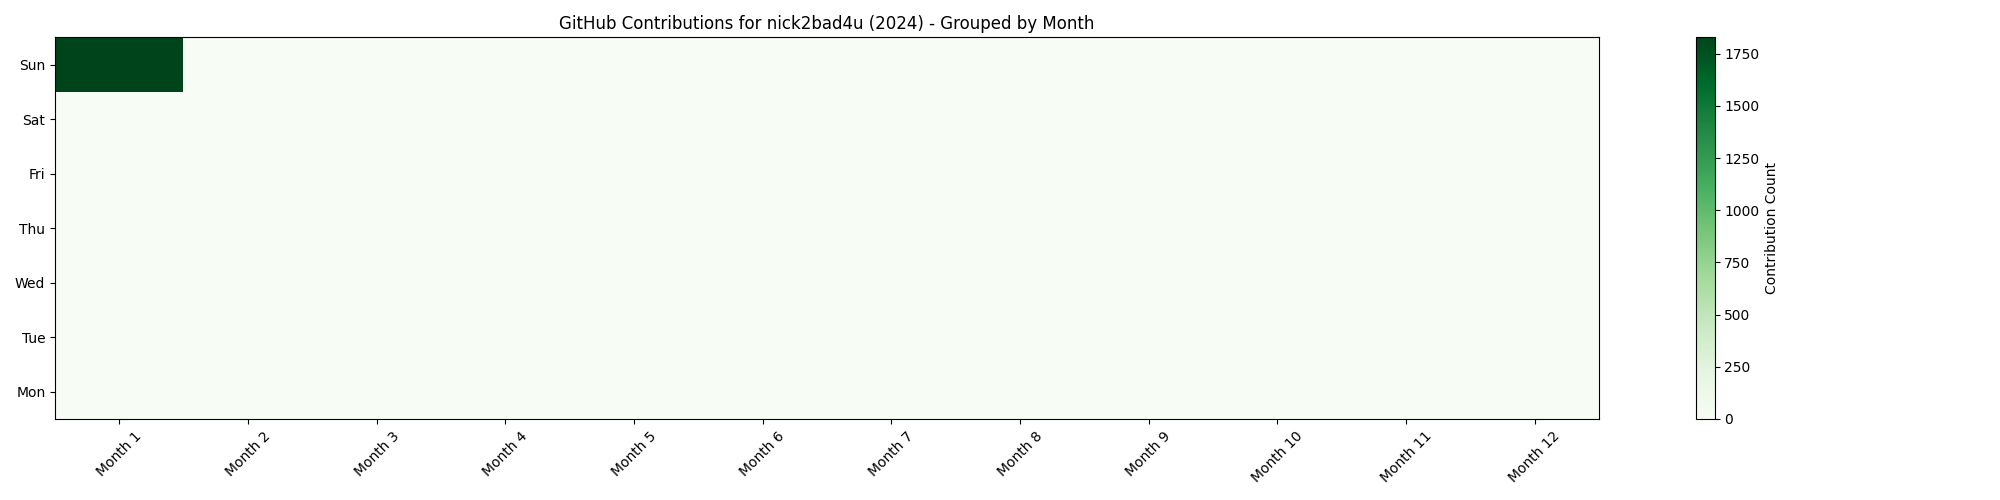 GitHub Contributions for nick2bad4u (2024) - Grouped by Month
Sun
Sat
Fri
Thu
Wed
Tue
Mon
Month 1
Month 2
Month 3
Month 4
Month 5
Month 6
Month 7
Month 8
Month 9
Month 10
Month 11
Month 12
1750
1500
1250
1000
750
500
250
0
Contribution Count